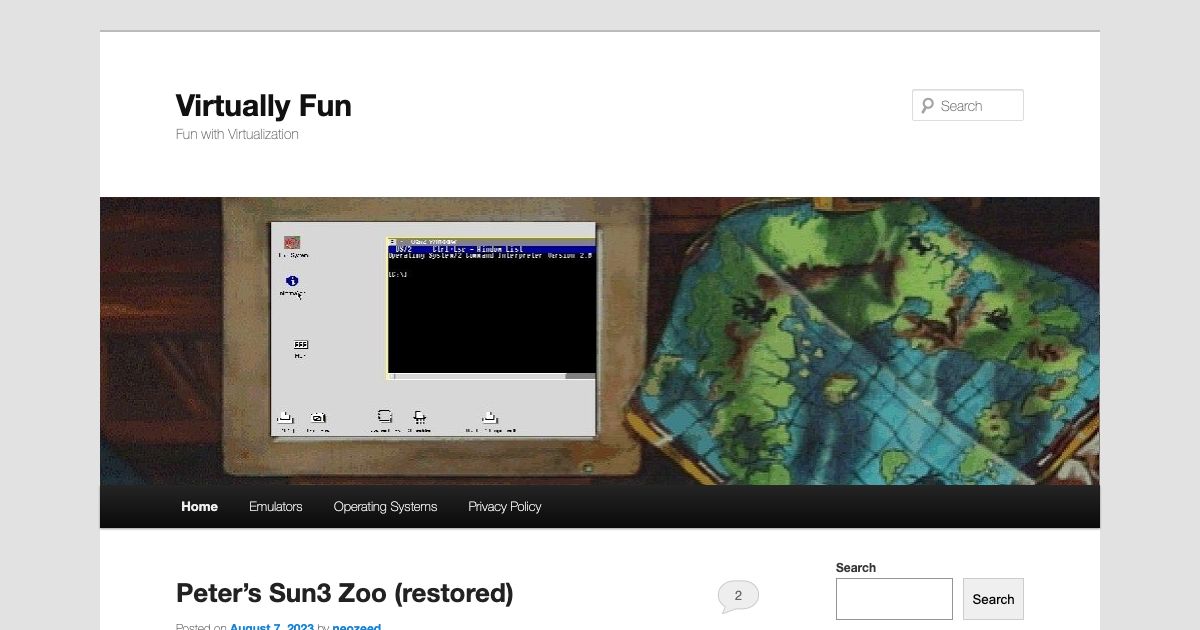 Virtually Fun
Search
Fun with Virtualization
OS/2 Window
OS/2 Ctrl+Esc = Window List
Operating System/2 Command Interpreter Version 2.0
[C:\]
Home Emulators Operating Systems Privacy Policy
Search
Peter’s Sun3 Zoo (restored)
2
Search
Posted on August 7, 2023 by neozeed